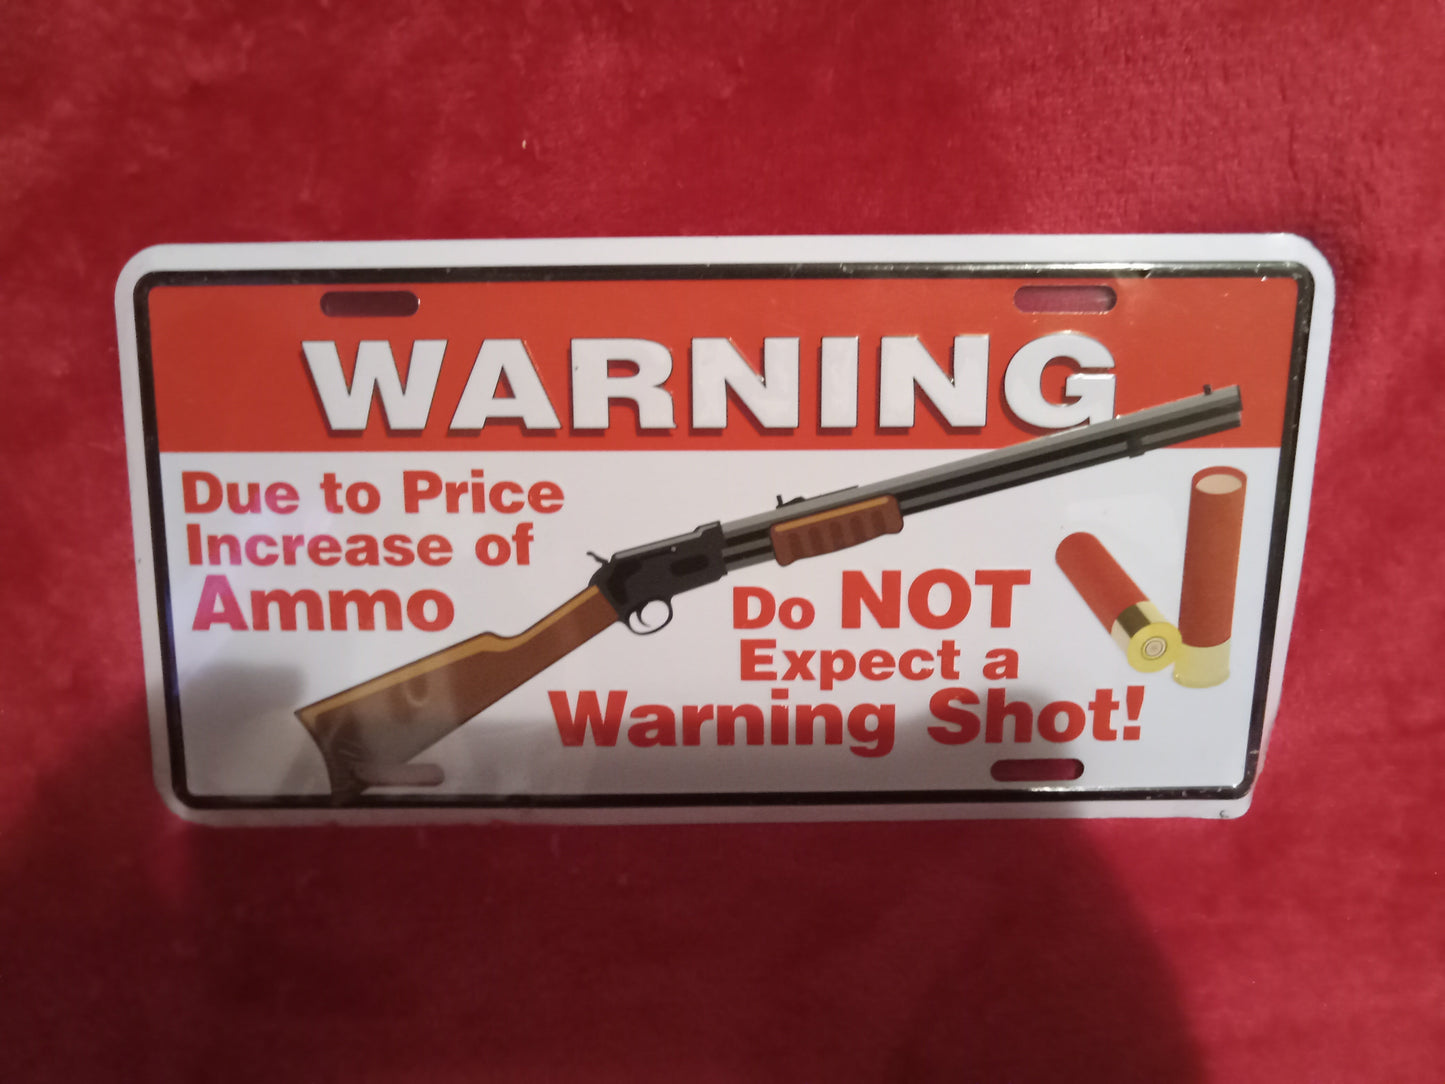 WARNING
Due to Price
Increase of
Ammo
Do NOT
Expect a
Warning Shot!